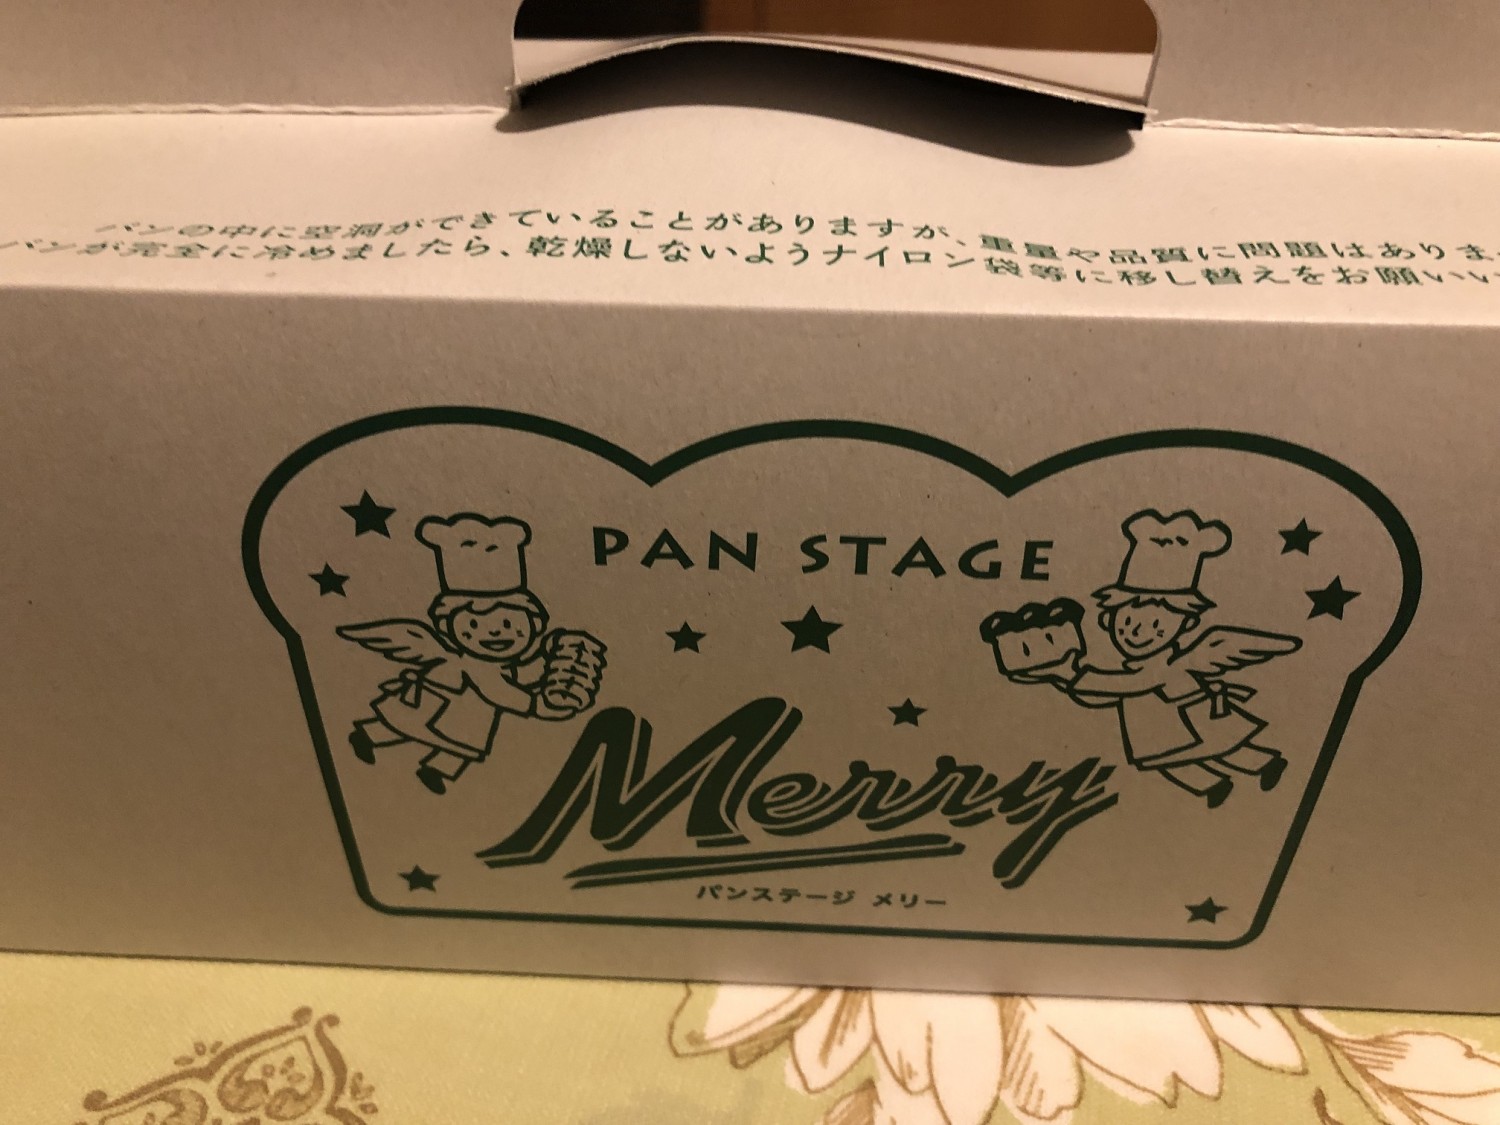 パンの中に空洞ができていることがありますが、重量や品質に問題はありま
パンが完全に冷めましたら、乾燥しないようナイロン袋等に移し替えをお願いい
PAN STAGE
Merry
パンステージ メリー